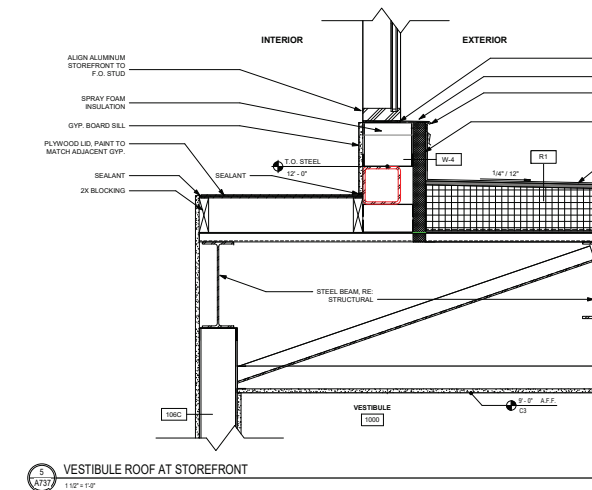 INTERIOR
EXTERIOR
ALIGN ALUMINUM
STOREFRONT TO
F.O. STUD
SPRAY FOAM
INSULATION
GYP. BOARD SILL
PLYWOOD LID, PAINT TO
MATCH ADJACENT GYP.
SEALANT
2X BLOCKING
SEALANT
T.O. STEEL
12' - 0"
W-4
R1
1/4" / 12"
STEEL BEAM, RE:
STRUCTURAL
106C
VESTIBULE
1000
9' - 0" A.F.F.
C3
5
A737
VESTIBULE ROOF AT STOREFRONT
1 1/2" = 1'-0"